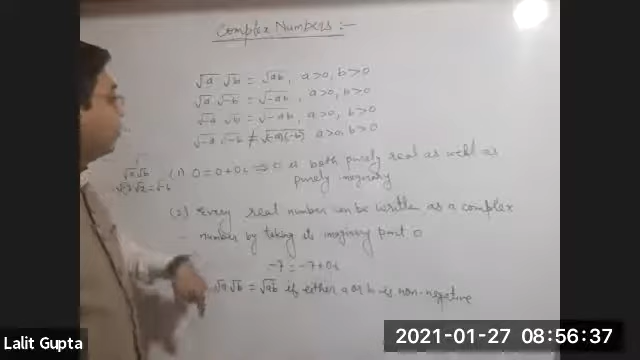 Complex Numbers :-
√a √b = √ab, a>0, b>0
√a √-b = √-ab, a>0, b>0
√-a √b = √-ab, a>0, b>0
√-a √-b ≠ √(-a)(-b) a>0, b>0
√a√b
(1) 0 = 0+0i ⇒ 0 is both purely real as well as
purely imaginary
(2) Every real number can be written as a complex
number by taking its imaginary part 0
-7 = -7+0i
√a√b = √ab if either a or b is non-negative
Lalit Gupta
2021-01-27 08:56:37